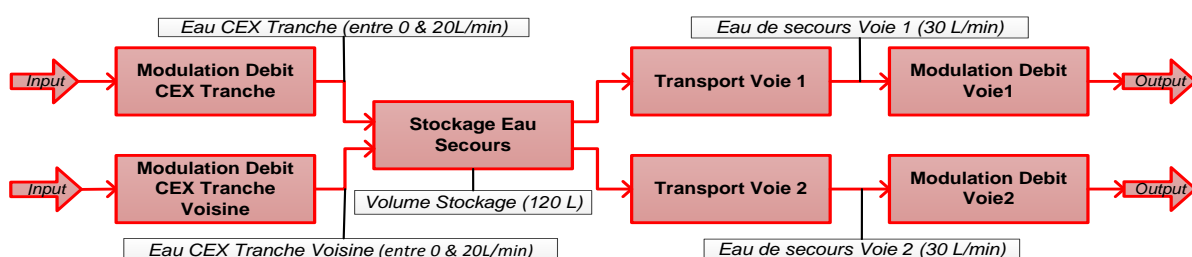 Eau CEX Tranche (entre 0 & 20L/min)
Eau de secours Voie 1 (30 L/min)
Input
Modulation Debit
CEX Tranche
Transport Voie 1
Modulation Debit
Voie1
Output
Stockage Eau
Secours
Input
Modulation Debit
CEX Tranche
Voisine
Volume Stockage (120 L)
Transport Voie 2
Modulation Debit
Voie2
Output
Eau CEX Tranche Voisine (entre 0 & 20L/min)
Eau de secours Voie 2 (30 L/min)